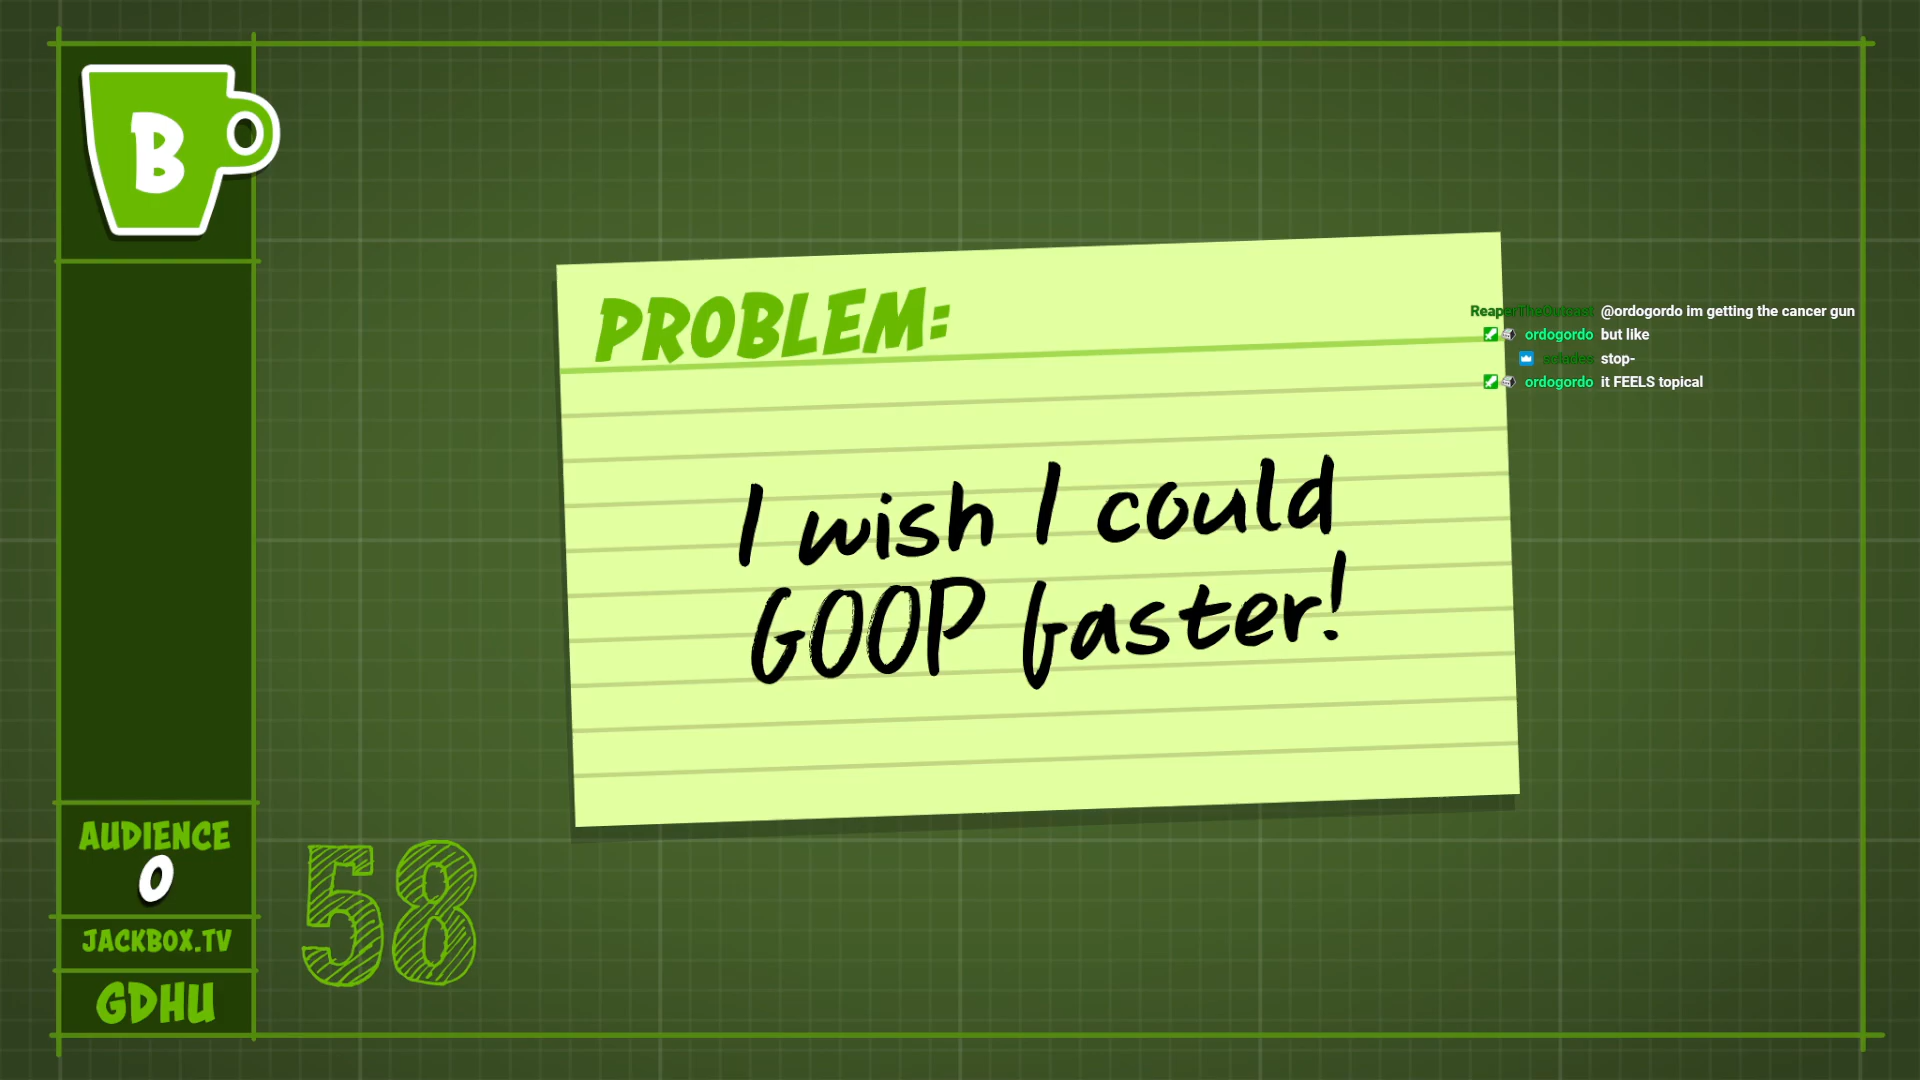 B
PROBLEM:
I wish I could
GOOP faster!
ReaperTheOutcast @ordogordo im getting the cancer gun
ordogordo but like
stop-
ordogordo it FEELS topical
AUDIENCE
0
JACKBOX.TV
GDHU
58